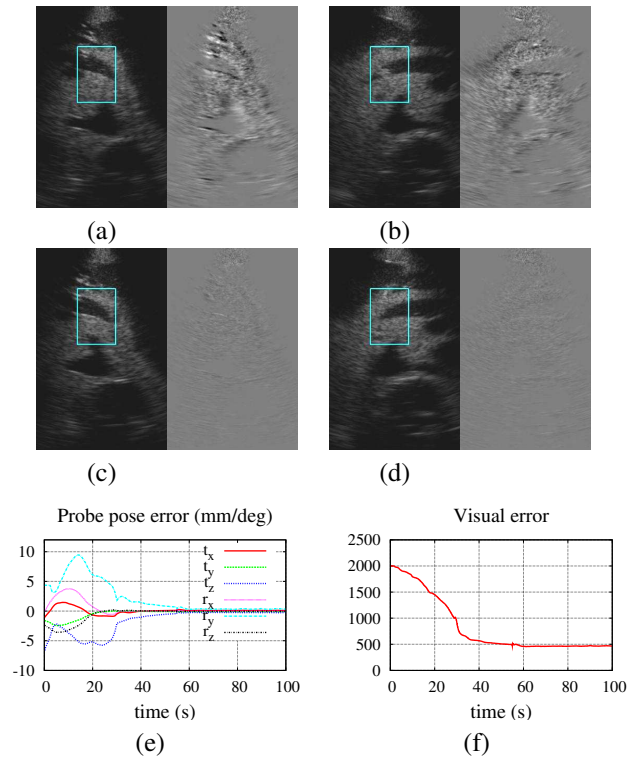 (a)
(b)
(c)
(d)
Probe pose error (mm/deg)
10
5
0
-5
-10
0
20
40
60
80
100
t_x
t_y
t_z
r_x
r_y
r_z
time (s)
(e)
Visual error
2500
2000
1500
1000
500
0
0
20
40
60
80
100
time (s)
(f)